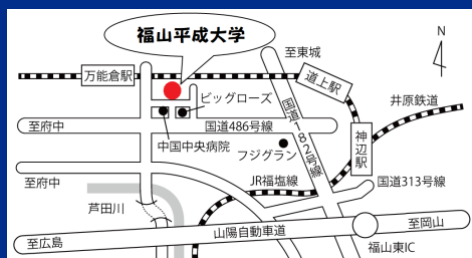 福山平成大学
至東城
N
万能倉駅
道上駅
ビッグローズ
井原鉄道
至府中
国道486号線
国道182号線
神辺駅
中国中央病院
フジグラン
至府中
JR福塩線
国道313号線
芦田川
至岡山
山陽自動車道
至広島
福山東IC